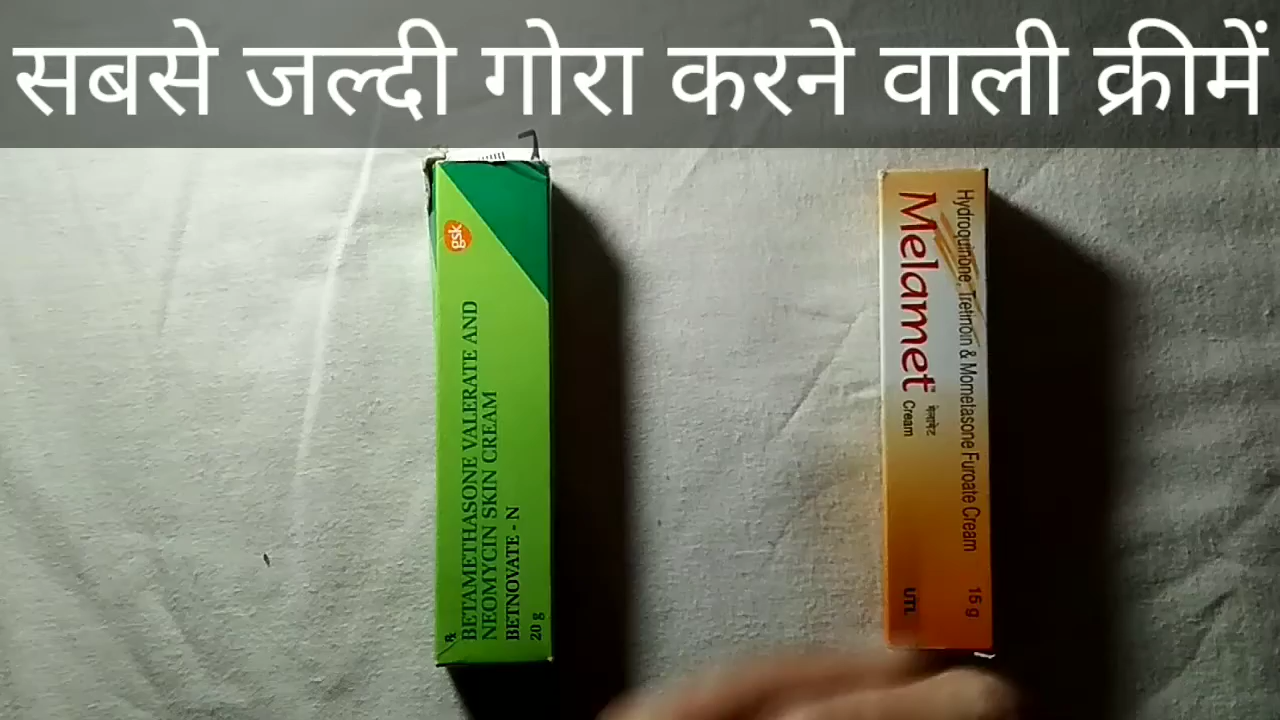 सबसे जल्दी गोरा करने वाली क्रीमें
gsk
℞
BETAMETHASONE VALERATE AND
NEOMYCIN SKIN CREAM
BETNOVATE - N
20 g
Hydroquinone, Tretinoin & Mometasone Furoate Cream
15 g
Melamet
Cream
मेलामेट
UTL